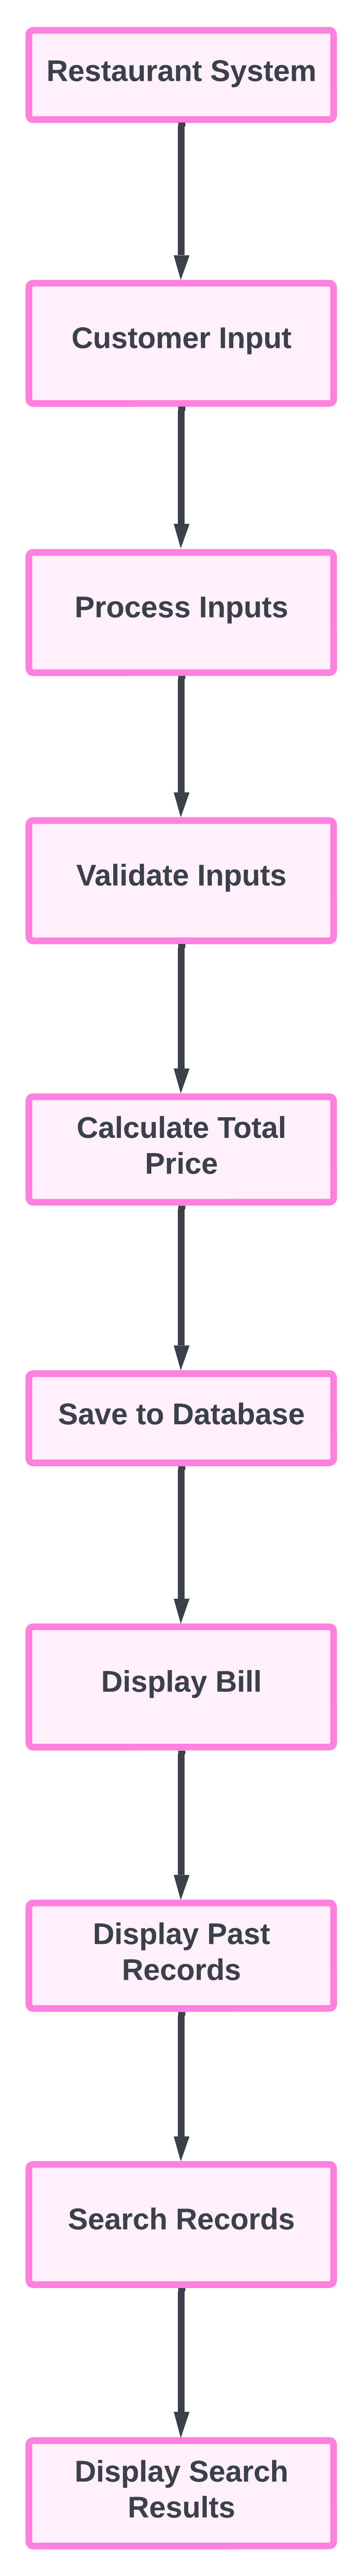 Restaurant System
Customer Input
Process Inputs
Validate Inputs
Calculate Total
Price
Save to Database
Display Bill
Display Past
Records
Search Records
Display Search
Results